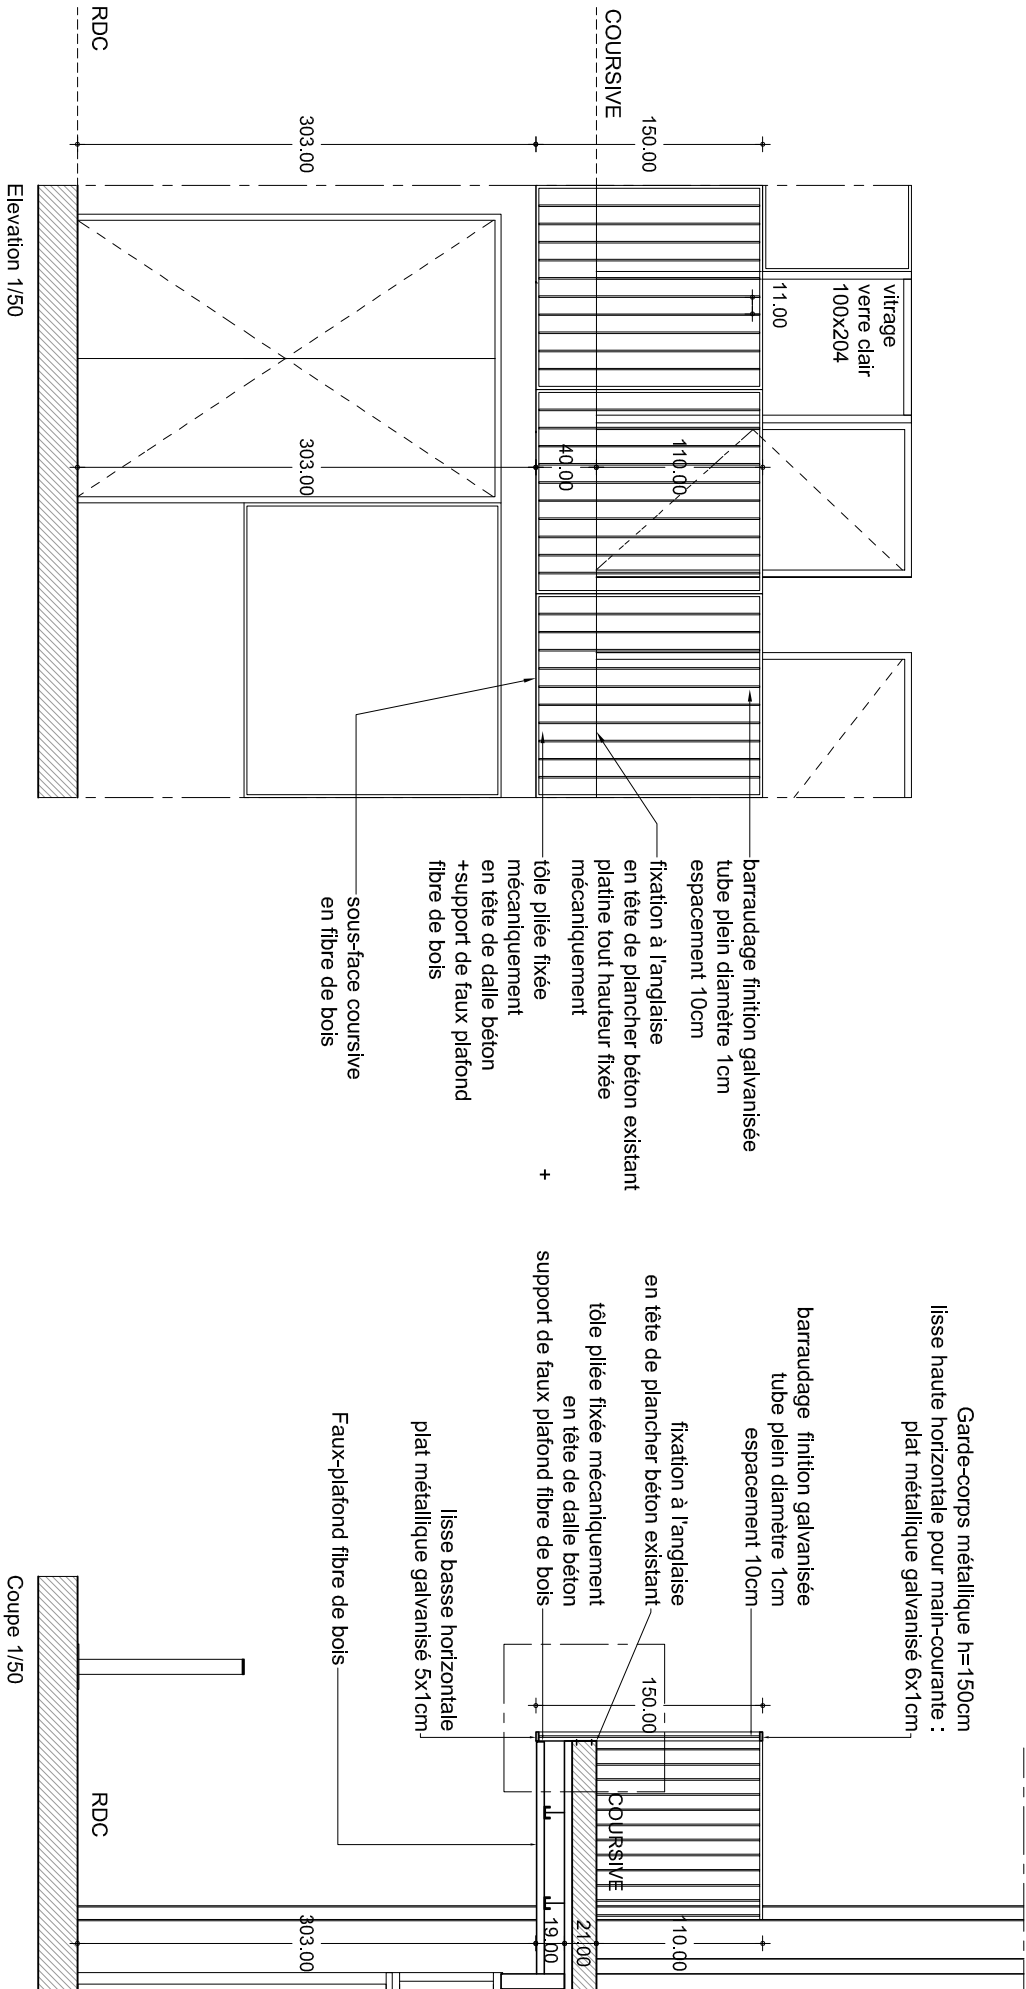 COURSIVE
RDC
150.00
303.00
vitrage
verre clair
100x204
11.00
110.00
40.00
303.00
barraudage finition galvanisée
tube plein diamètre 1cm
espacement 10cm
fixation à l'anglaise
en tête de plancher béton existant
platine tout hauteur fixée
mécaniquement
tôle pliée fixée
mécaniquement
en tête de dalle béton
+support de faux plafond
fibre de bois
sous-face coursive
en fibre de bois
Elevation 1/50
+
Garde-corps métallique h=150cm
lisse haute horizontale pour main-courante :
plat métallique galvanisé 6x1cm
barraudage finition galvanisée
tube plein diamètre 1cm
espacement 10cm
fixation à l'anglaise
en tête de plancher béton existant
tôle pliée fixée mécaniquement
en tête de dalle béton
support de faux plafond fibre de bois
lisse basse horizontale
plat métallique galvanisé 5x1cm
Faux-plafond fibre de bois
150.00
COURSIVE
RDC
110.00
21.00
19.00
303.00
Coupe 1/50